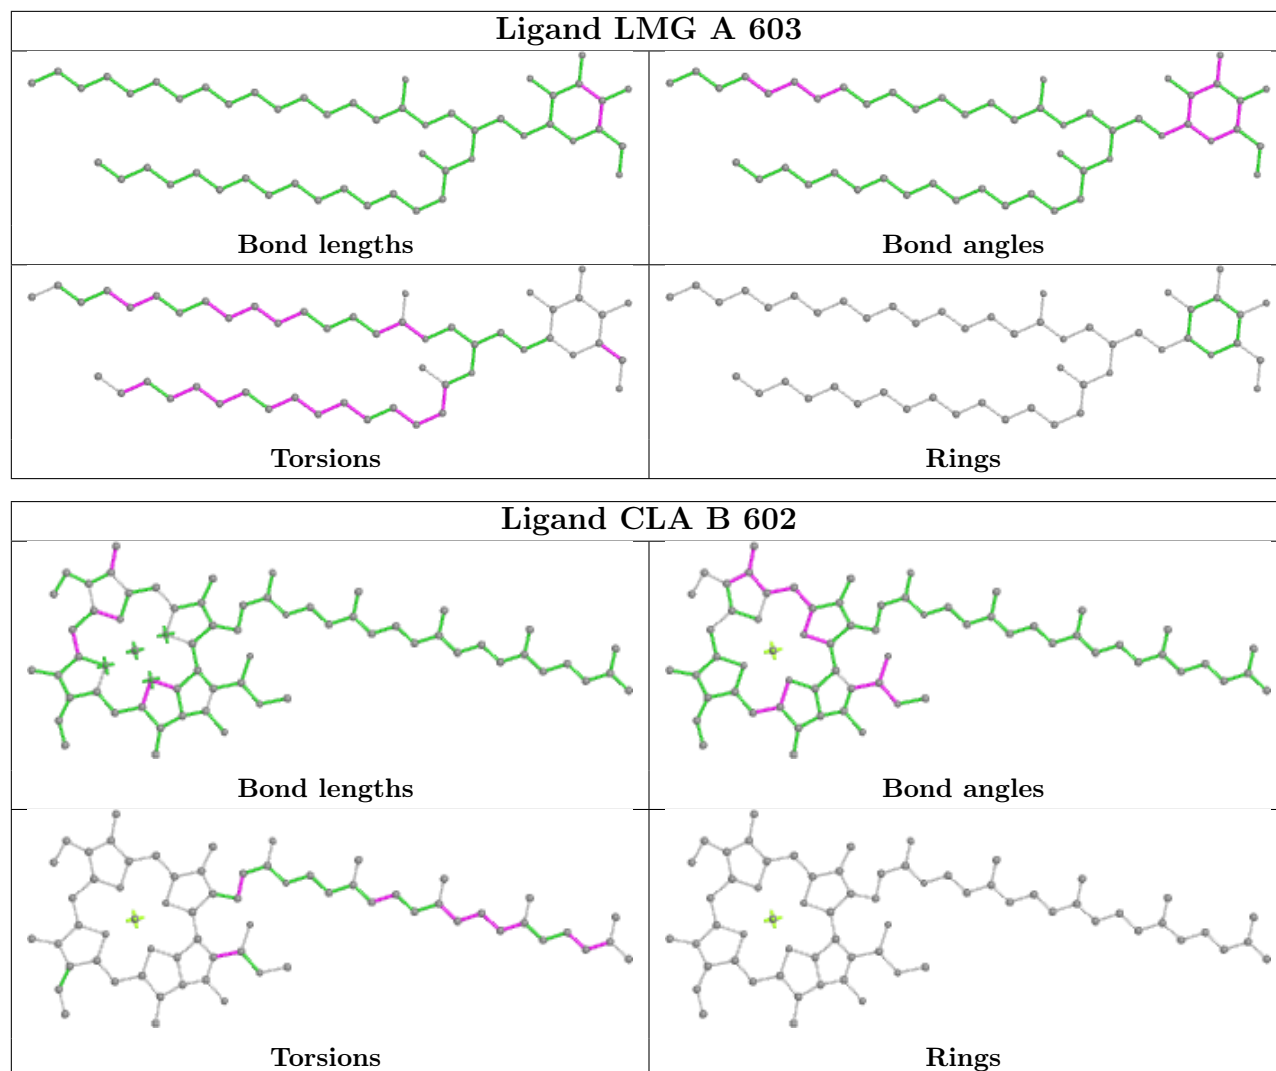 Ligand LMG A 603
Bond lengths
Bond angles
Torsions
Rings
Ligand CLA B 602
Bond lengths
Bond angles
Torsions
Rings